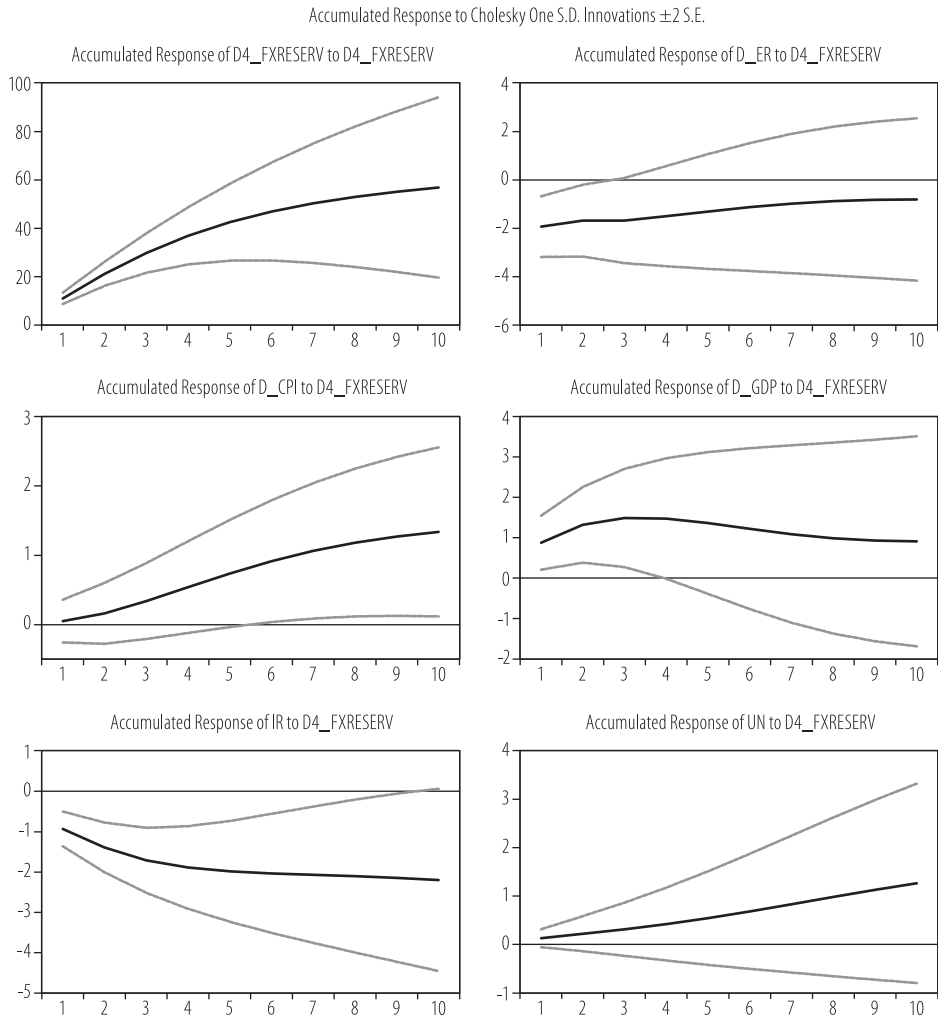 Accumulated Response to Cholesky One S.D. Innovations ±2 S.E.
Accumulated Response of D4_FXRESERV to D4_FXRESERV
100
80
60
40
20
0
1 2 3 4 5 6 7 8 9 10
Accumulated Response of D_ER to D4_FXRESERV
4
2
0
-2
-4
-6
1 2 3 4 5 6 7 8 9 10
Accumulated Response of D_CPI to D4_FXRESERV
3
2
1
0
1 2 3 4 5 6 7 8 9 10
Accumulated Response of D_GDP to D4_FXRESERV
4
3
2
1
0
-1
-2
1 2 3 4 5 6 7 8 9 10
Accumulated Response of IR to D4_FXRESERV
1
0
-1
-2
-3
-4
-5
1 2 3 4 5 6 7 8 9 10
Accumulated Response of UN to D4_FXRESERV
4
3
2
1
0
-1
1 2 3 4 5 6 7 8 9 10